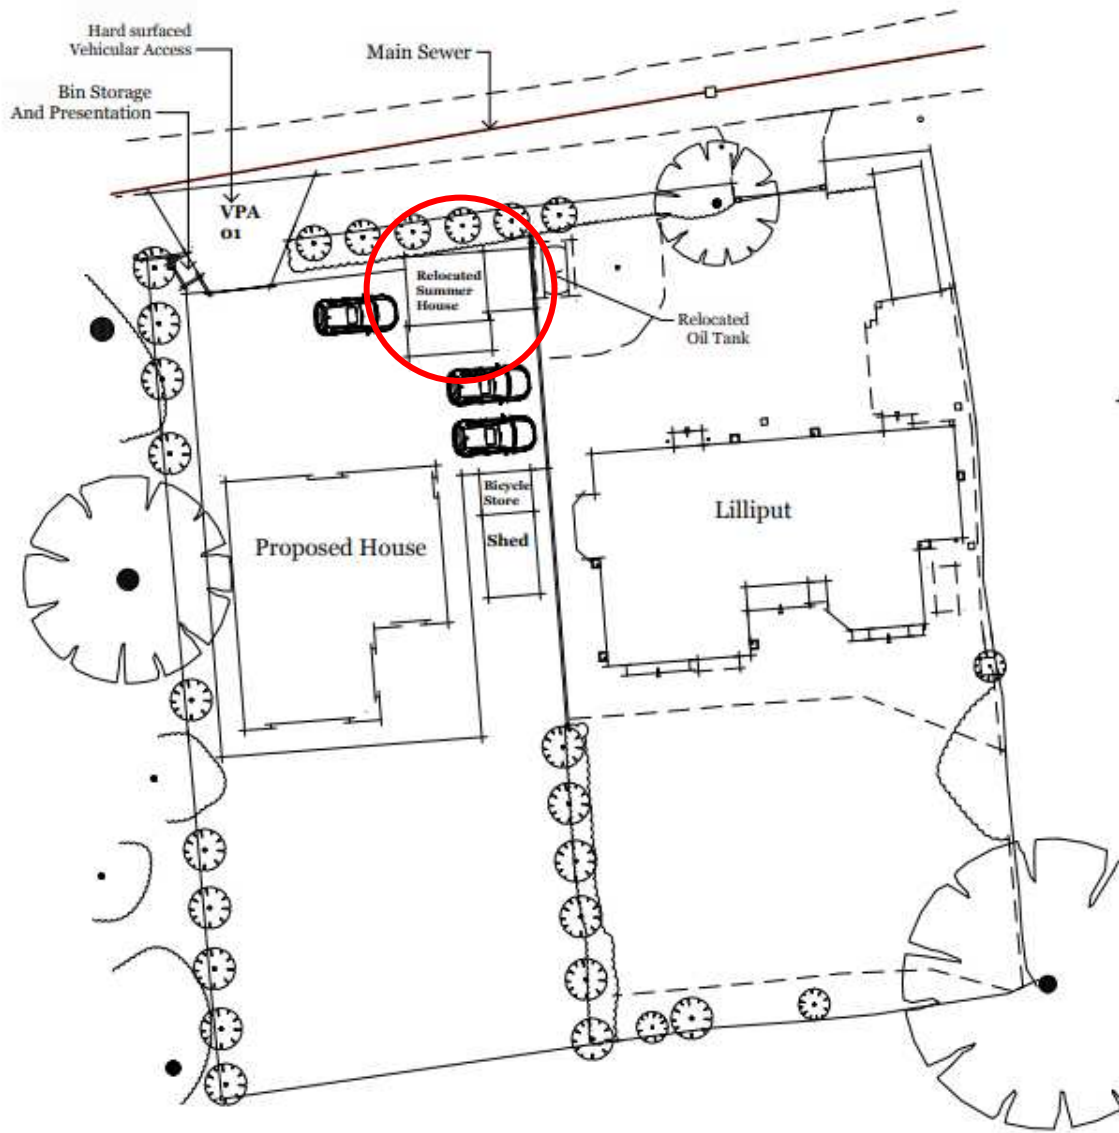 Hard surfaced
Vehicular Access
Main Sewer
Bin Storage
And Presentation
VPA
01
Relocated
Summer
House
Relocated
Oil Tank
Bicycle
Store
Shed
Proposed House
Lilliput